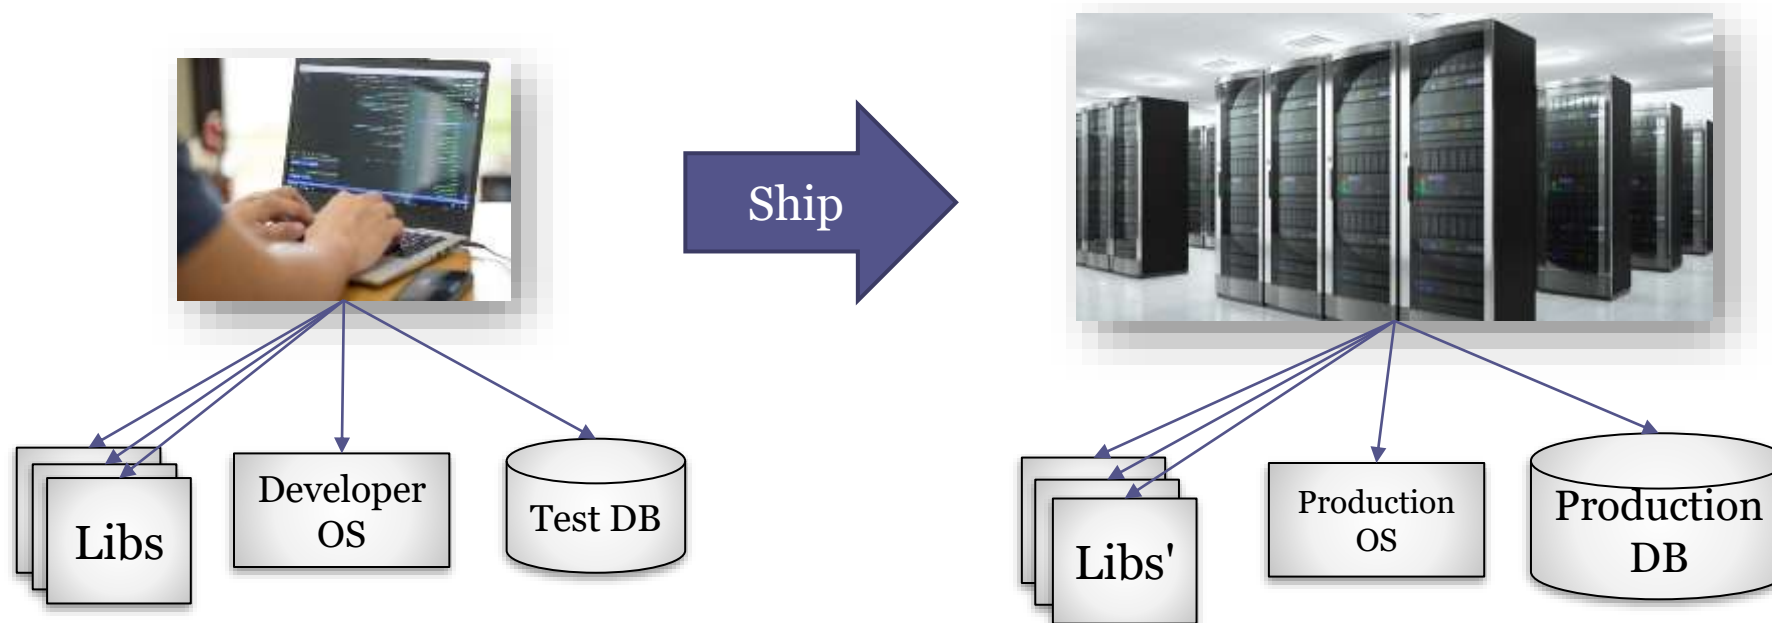 Ship
Libs
Developer
OS
Test DB
Libs'
Production
OS
Production
DB